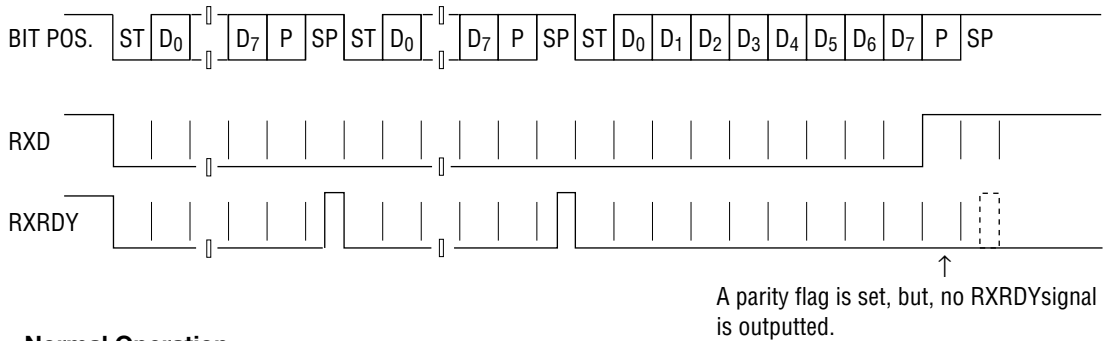 BIT POS. ST D0 D7 P SP ST D0 D7 P SP ST D0 D1 D2 D3 D4 D5 D6 D7 P SP
RXD
RXRDY
↑
A parity flag is set, but, no RXRDYsignal
is outputted.
Normal Operation